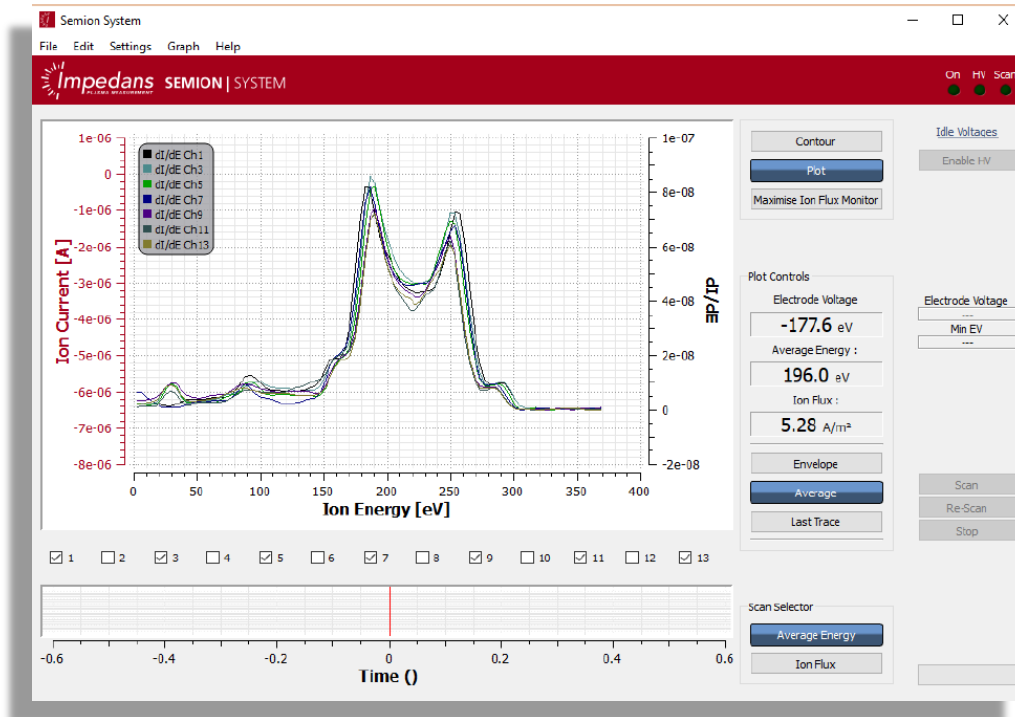 Semion System
File Edit Settings Graph Help
Impedans SEMION | SYSTEM
PLASMA MEASUREMENT
On HV Scan
1e-06
0
-1e-06
-2e-06
-3e-06
-4e-06
-5e-06
-6e-06
-7e-06
-8e-06
Ion Current [A]
dI/dE Ch1
dI/dE Ch3
dI/dE Ch5
dI/dE Ch7
dI/dE Ch9
dI/dE Ch11
dI/dE Ch13
1e-07
8e-08
6e-08
4e-08
2e-08
0
-2e-08
dI/dE
0 50 100 150 200 250 300 350 400
Ion Energy [eV]
1 2 3 4 5 6 7 8 9 10 11 12 13
-0.6 -0.4 -0.2 0 0.2 0.4 0.6
Time ()
Contour
Plot
Maximise Ion Flux Monitor
Plot Controls
Electrode Voltage
-177.6 eV
Average Energy :
196.0 eV
Ion Flux :
5.28 A/m²
Envelope
Average
Last Trace
Scan Selector
Average Energy
Ion Flux
Idle Voltages
Enable HV
Electrode Voltage
---
Min EV
---
Scan
Re-Scan
Stop